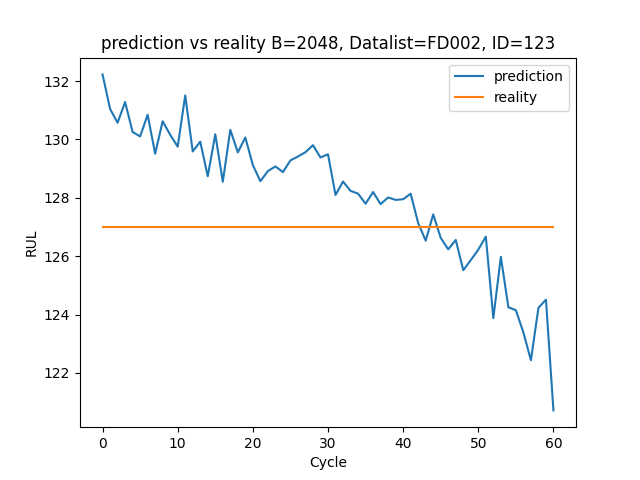 prediction vs reality B=2048, Datalist=FD002, ID=123
prediction
reality
132
130
128
126
124
122
RUL
0
10
20
30
40
50
60
Cycle